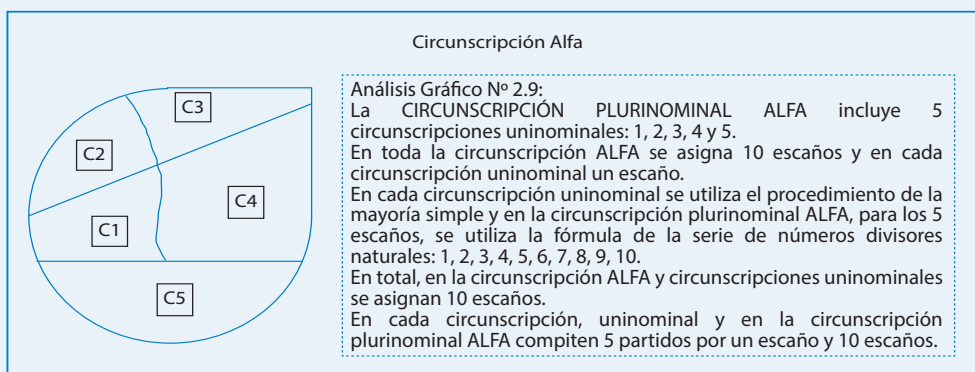 Circunscripción Alfa
C3
C2
C4
C1
C5
Análisis Gráfico Nº 2.9:
La CIRCUNSCRIPCIÓN PLURINOMINAL ALFA incluye 5
circunscripciones uninominales: 1, 2, 3, 4 y 5.
En toda la circunscripción ALFA se asigna 10 escaños y en cada
circunscripción uninominal un escaño.
En cada circunscripción uninominal se utiliza el procedimiento de la
mayoría simple y en la circunscripción plurinominal ALFA, para los 5
escaños, se utiliza la fórmula de la serie de números divisores
naturales: 1, 2, 3, 4, 5, 6, 7, 8, 9, 10.
En total, en la circunscripción ALFA y circunscripciones uninominales
se asignan 10 escaños.
En cada circunscripción, uninominal y en la circunscripción
plurinominal ALFA compiten 5 partidos por un escaño y 10 escaños.